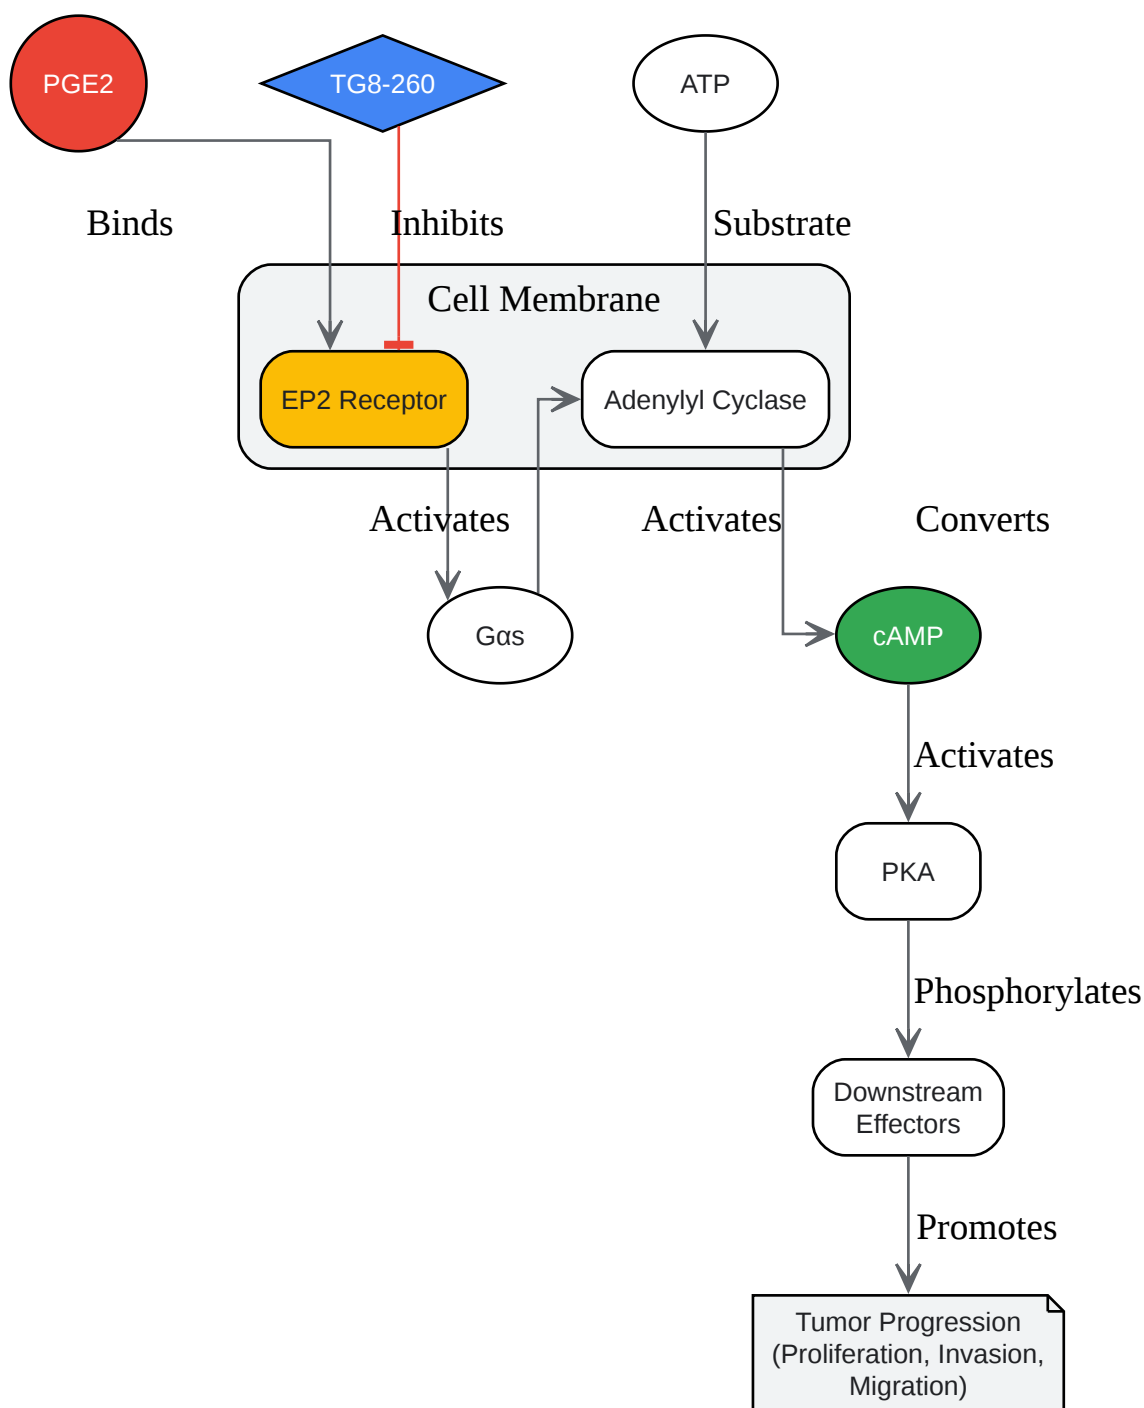 PGE2
TG8-260
ATP
Binds
Inhibits
Substrate
Cell Membrane
EP2 Receptor
Adenylyl Cyclase
Activates
Activates
Converts
Gαs
cAMP
Activates
PKA
Phosphorylates
Downstream
Effectors
Promotes
Tumor Progression
(Proliferation, Invasion,
Migration)